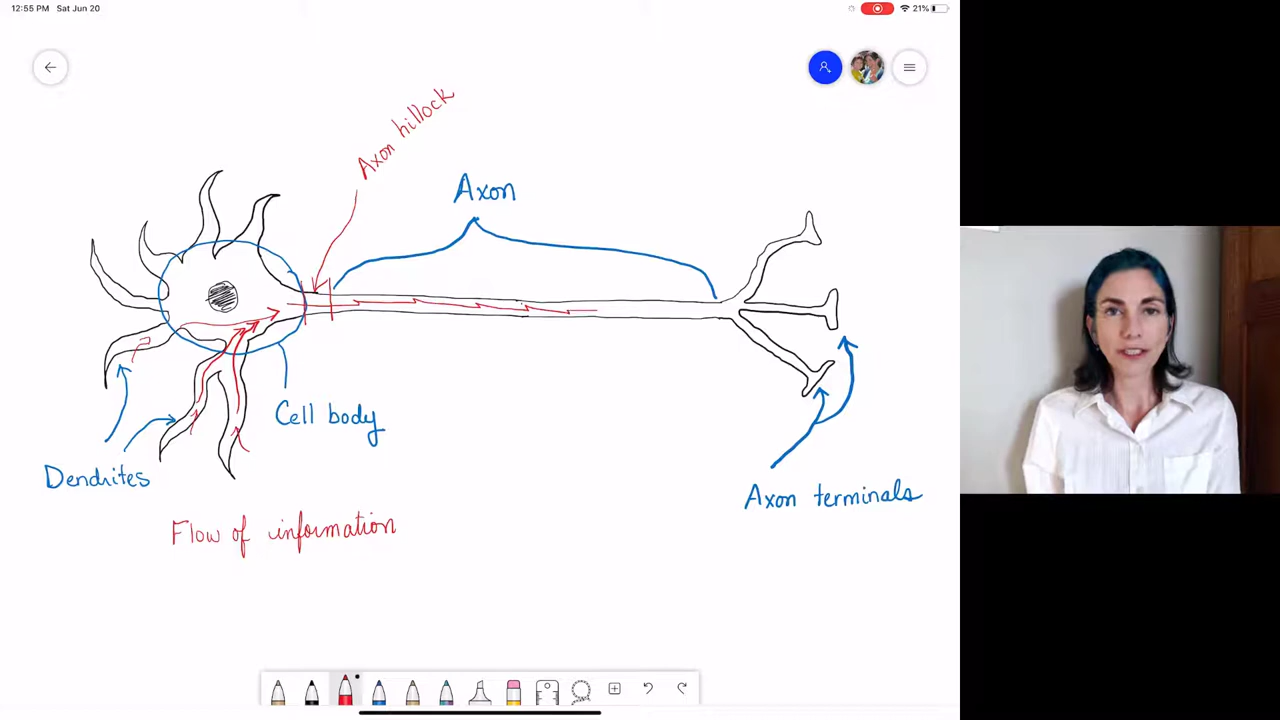 12:55 PM Sat Jun 20
21%
Axon hillock
Axon
Cell body
Dendrites
Axon terminals
Flow of information